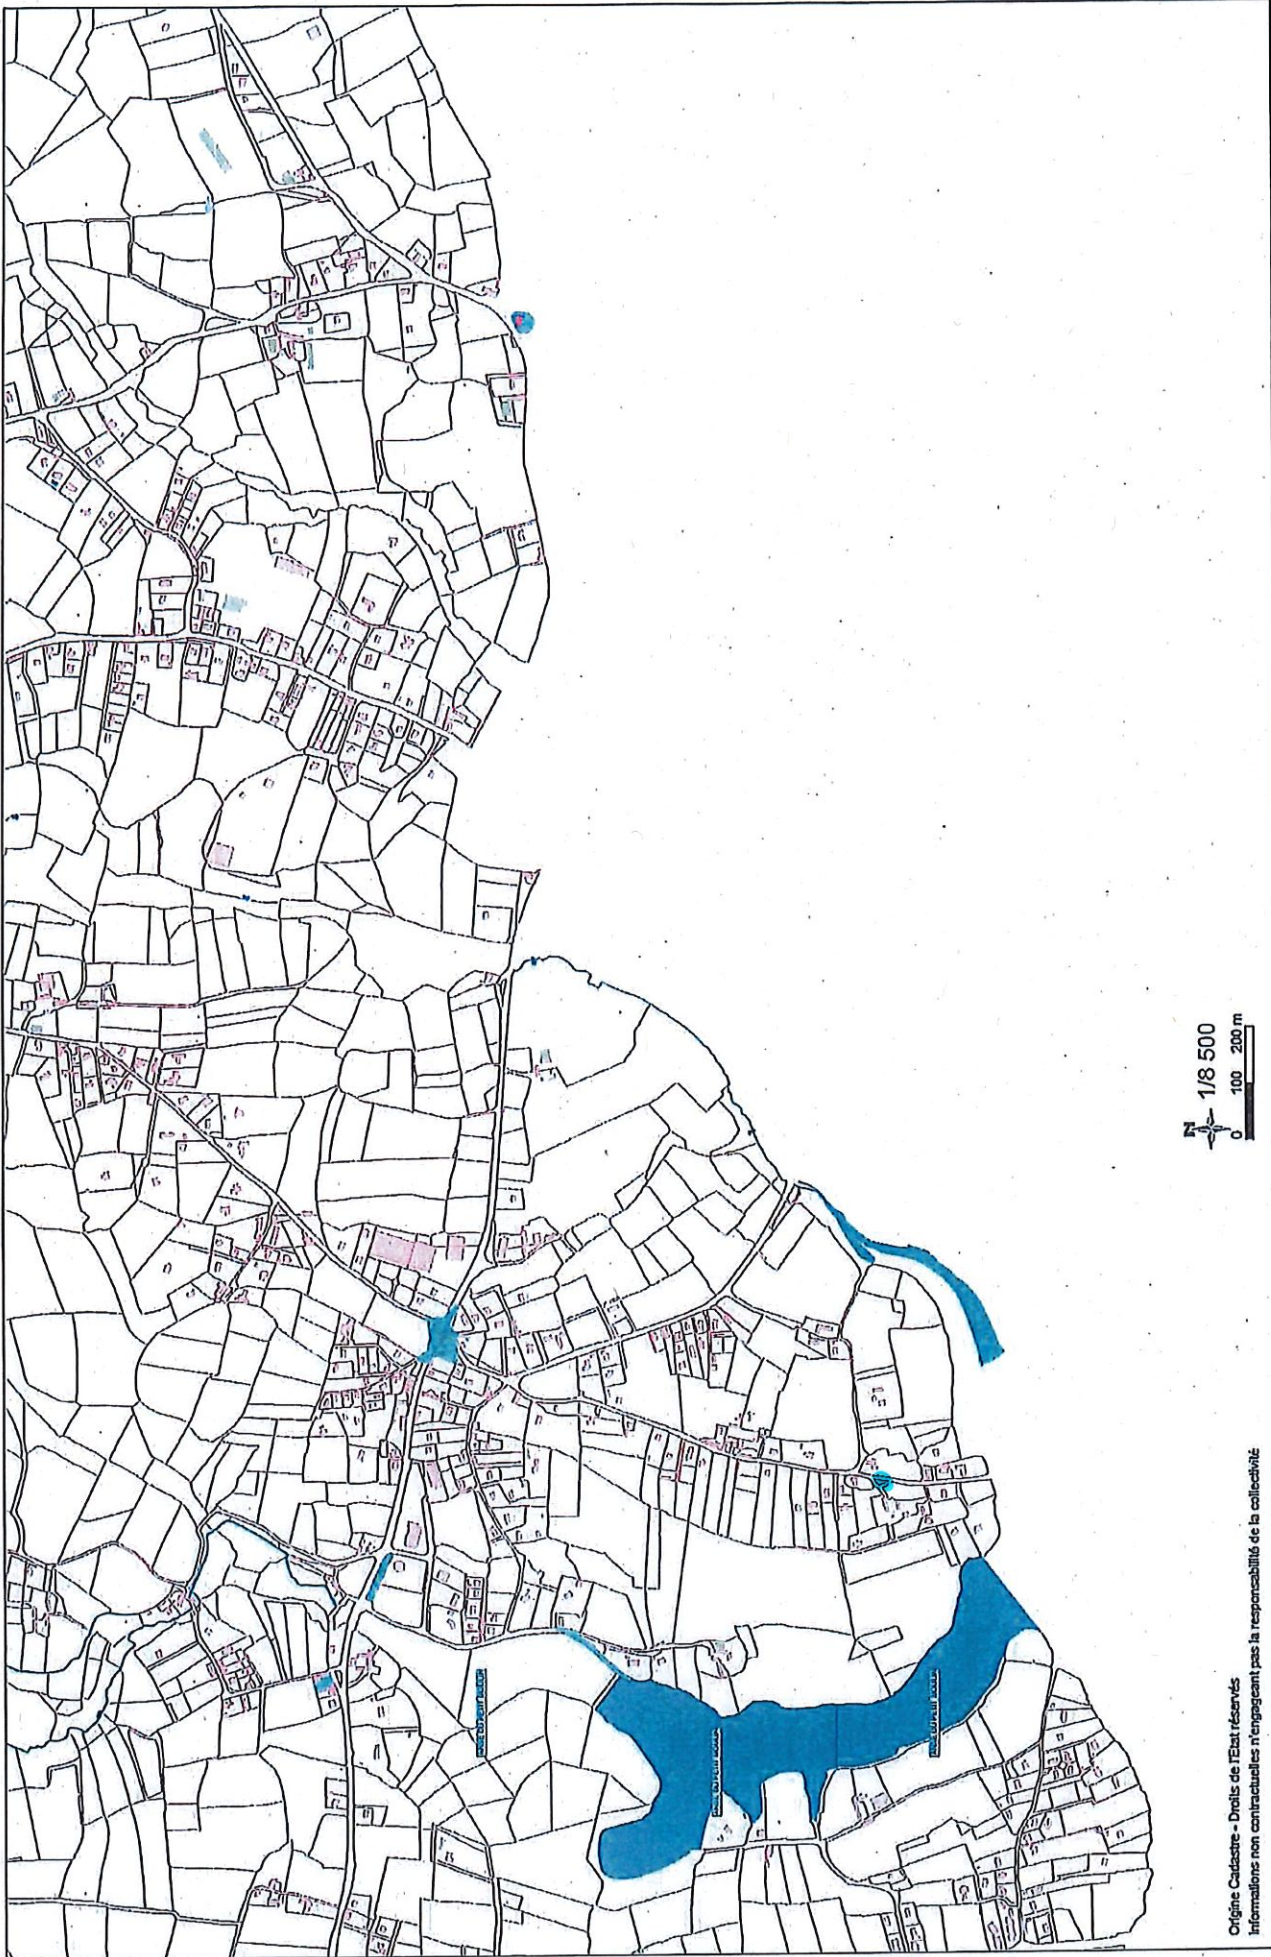 1/8 500
N
0 100 200 m
Origine Cadastre - Droits de l'Etat réservés
Informations non contractuelles n'engageant pas la responsabilité de la collectivité